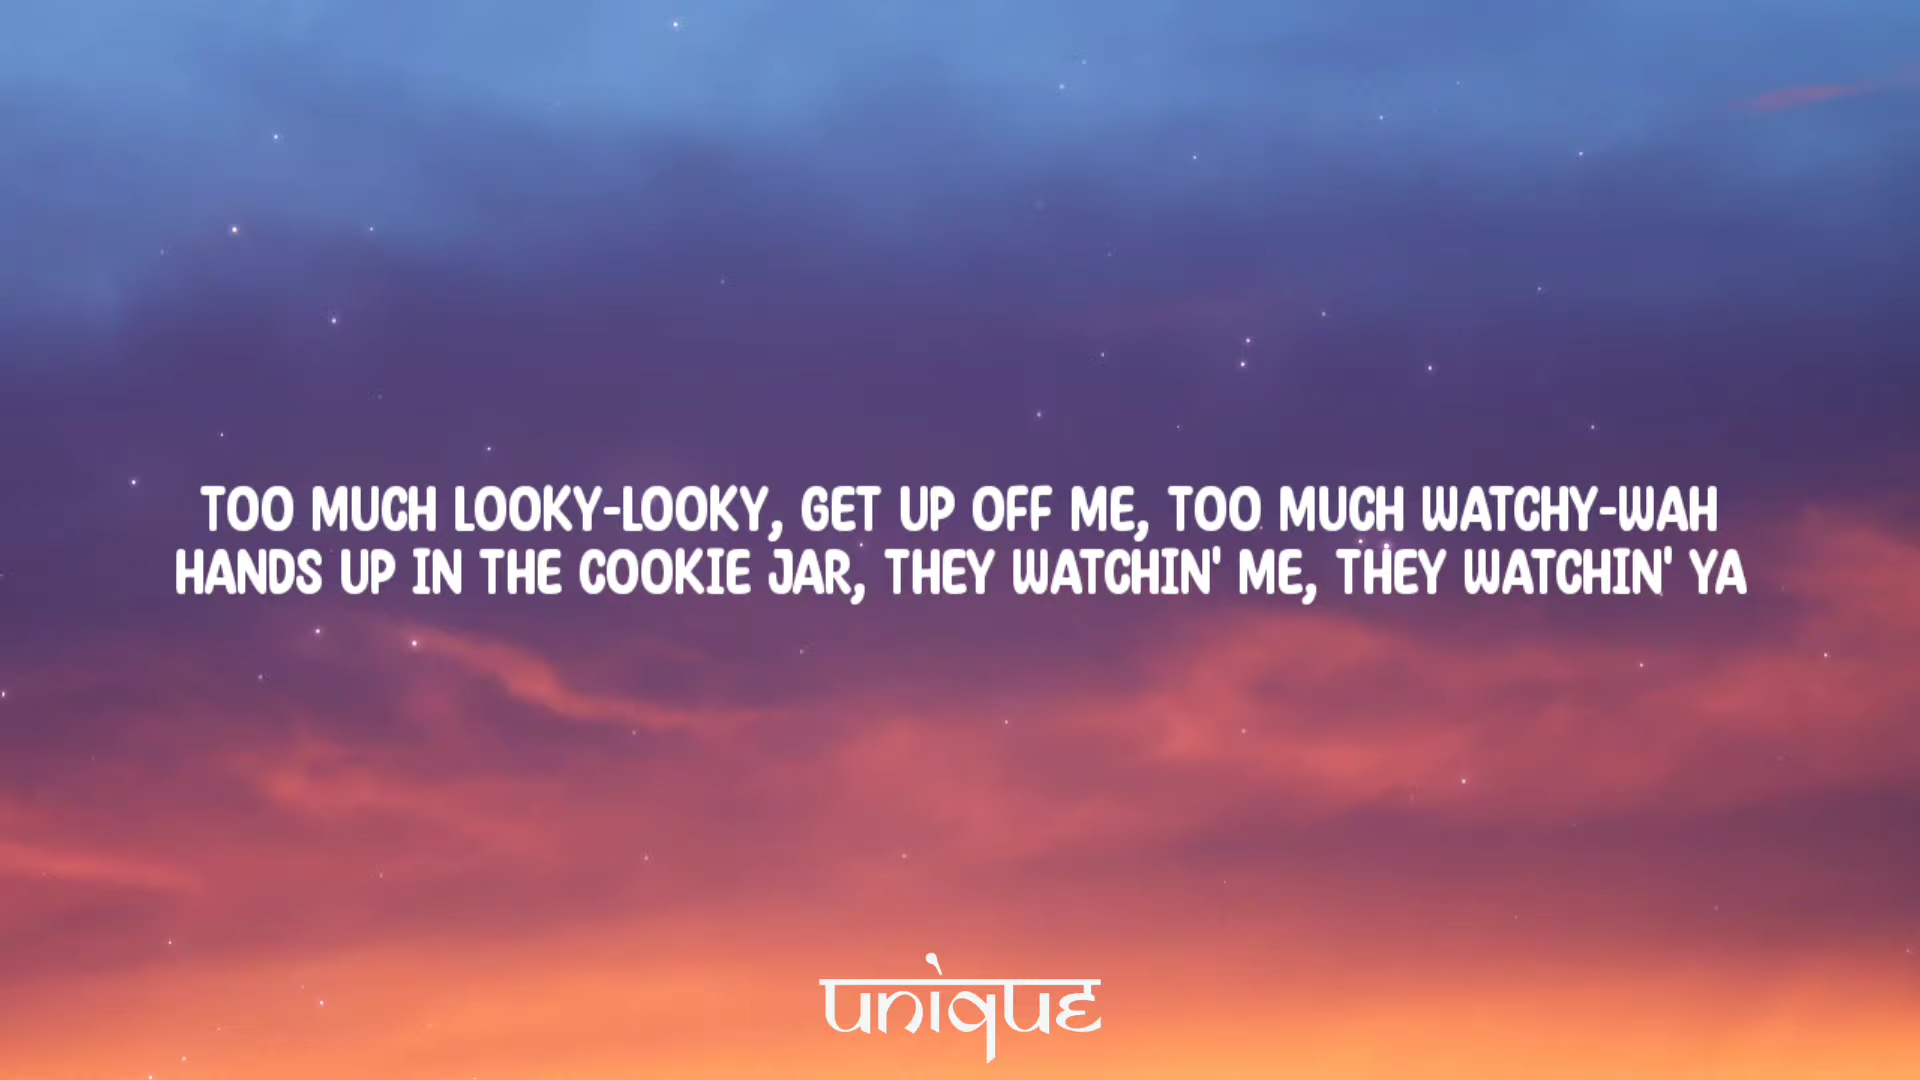 TOO MUCH LOOKY-LOOKY, GET UP OFF ME, TOO MUCH WATCHY-WAH
HANDS UP IN THE COOKIE JAR, THEY WATCHIN' ME, THEY WATCHIN' YA
unique